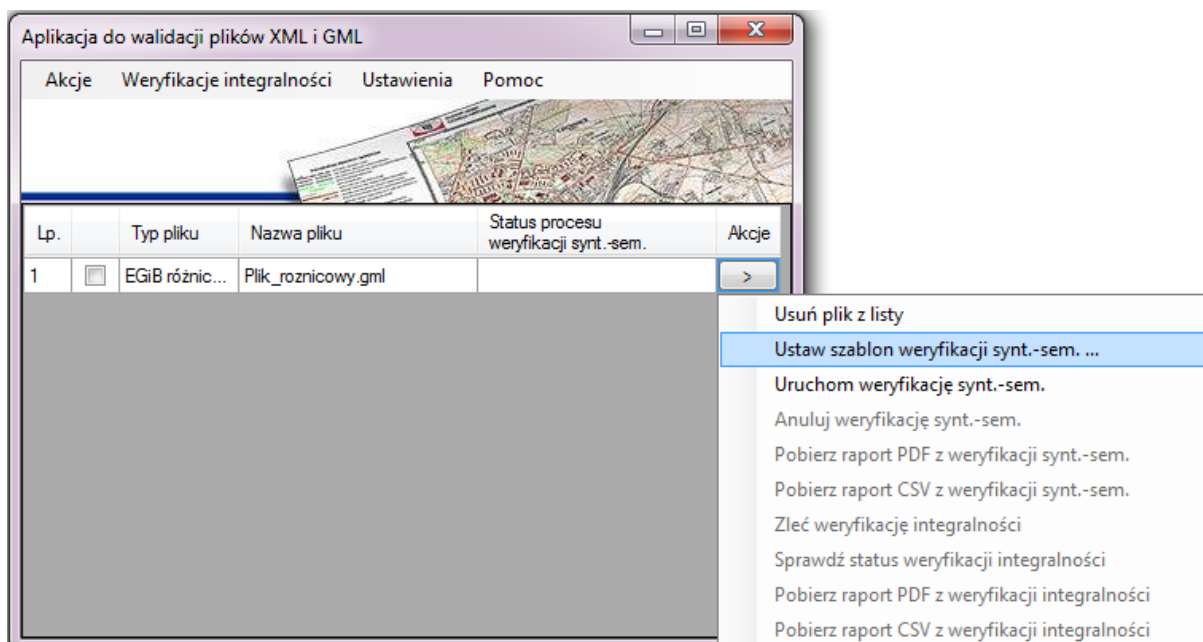 Aplikacja do walidacji plików XML i GML
Akcje Weryfikacje integralności Ustawienia Pomoc
Lp. Typ pliku Nazwa pliku Status procesu weryfikacji synt.-sem. Akcje
1 EGiB różnic... Plik_roznicowy.gml >
Usuń plik z listy
Ustaw szablon weryfikacji synt.-sem. ...
Uruchom weryfikację synt.-sem.
Anuluj weryfikację synt.-sem.
Pobierz raport PDF z weryfikacji synt.-sem.
Pobierz raport CSV z weryfikacji synt.-sem.
Zleć weryfikację integralności
Sprawdź status weryfikacji integralności
Pobierz raport PDF z weryfikacji integralności
Pobierz raport CSV z weryfikacji integralności